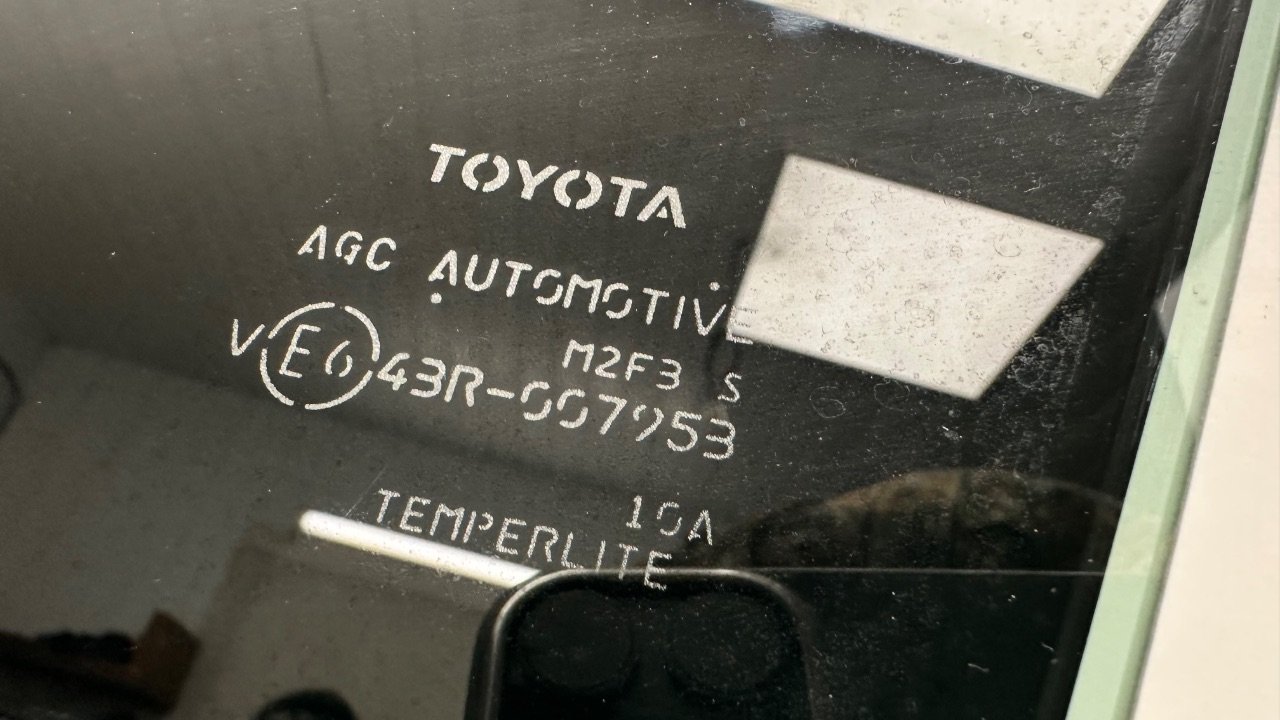 TOYOTA
AGC AUTOMOTIVE
M2F3 S
V E6 43R-007953
10A
TEMPERLITE